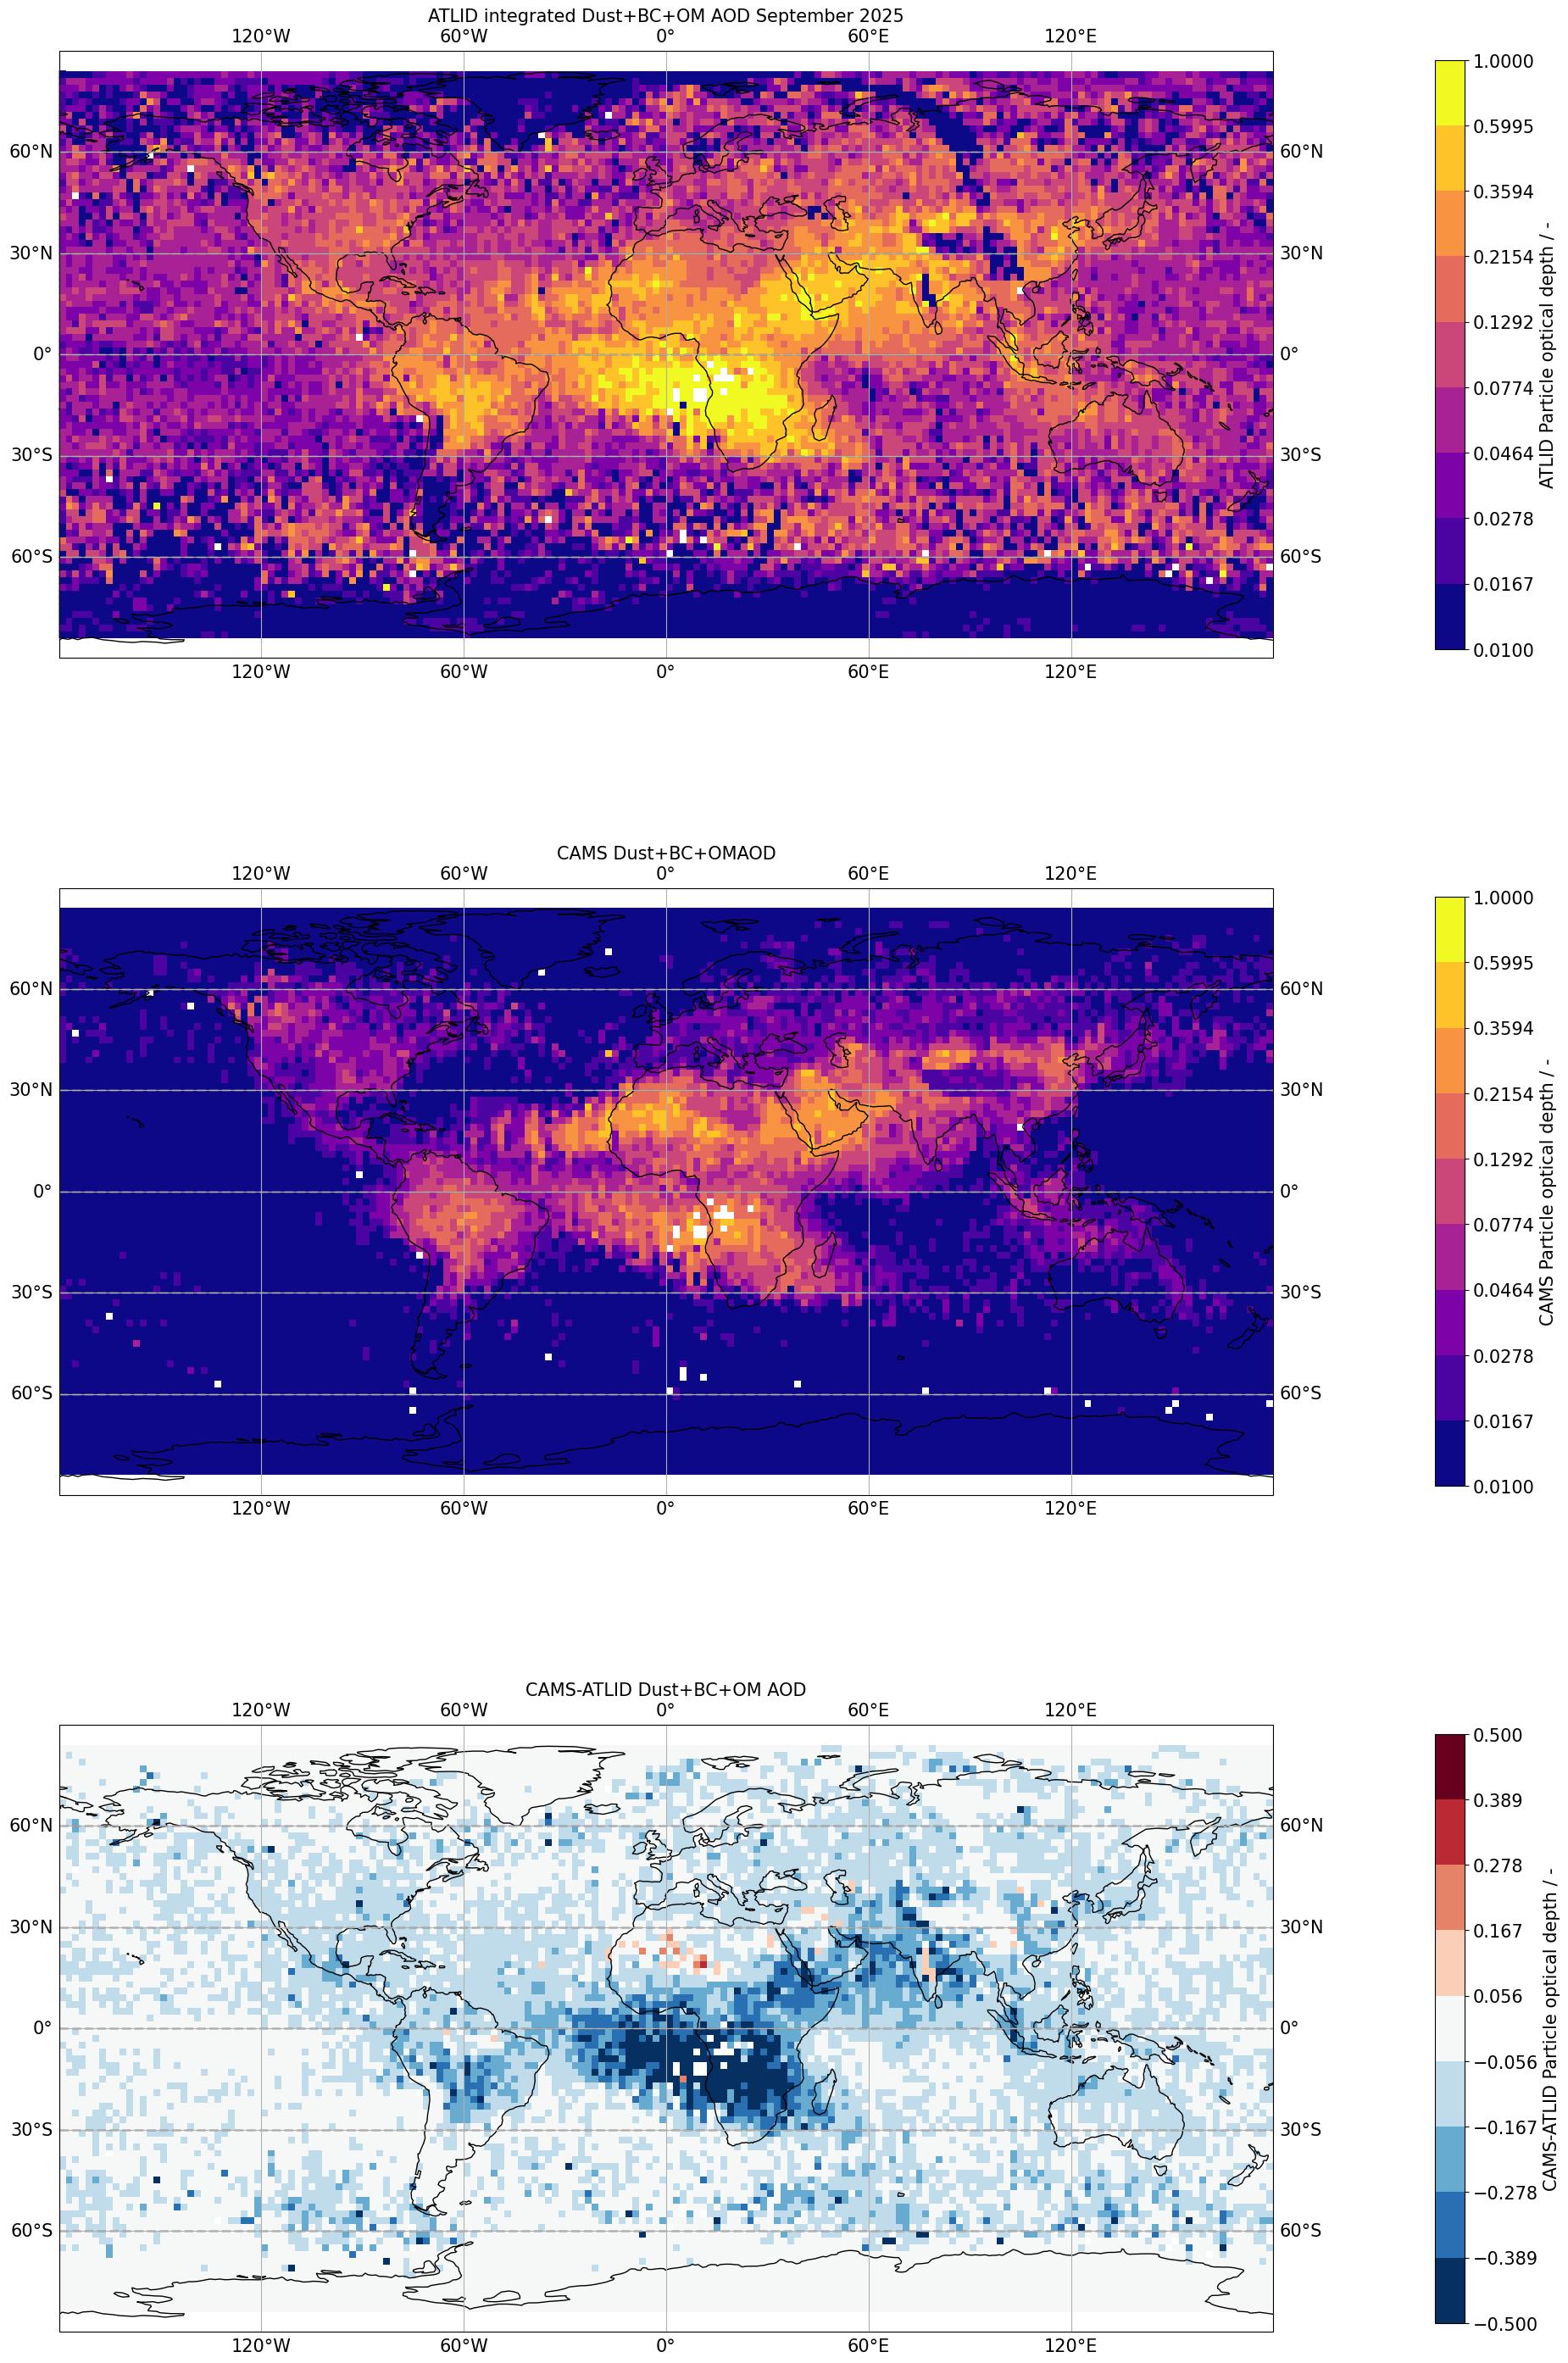 ATLID integrated Dust+BC+OM AOD September 2025
120°W 60°W 0° 60°E 120°E
1.0000
0.5995
60°N 60°N
0.3594
30°N 30°N
0.2154
0.1292
0° 0°
0.0774
30°S 30°S
0.0464
0.0278
60°S 60°S
0.0167
0.0100
ATLID Particle optical depth / -
120°W 60°W 0° 60°E 120°E
CAMS Dust+BC+OMAOD
120°W 60°W 0° 60°E 120°E
1.0000
0.5995
60°N 60°N
0.3594
30°N 30°N
0.2154
0.1292
0° 0°
0.0774
30°S 30°S
0.0464
0.0278
60°S 60°S
0.0167
0.0100
CAMS Particle optical depth / -
120°W 60°W 0° 60°E 120°E
CAMS-ATLID Dust+BC+OM AOD
120°W 60°W 0° 60°E 120°E
0.500
0.389
60°N 60°N
0.278
30°N 30°N
0.167
0.056
0° 0°
−0.056
30°S 30°S
−0.167
−0.278
60°S 60°S
−0.389
−0.500
CAMS-ATLID Particle optical depth / -
120°W 60°W 0° 60°E 120°E